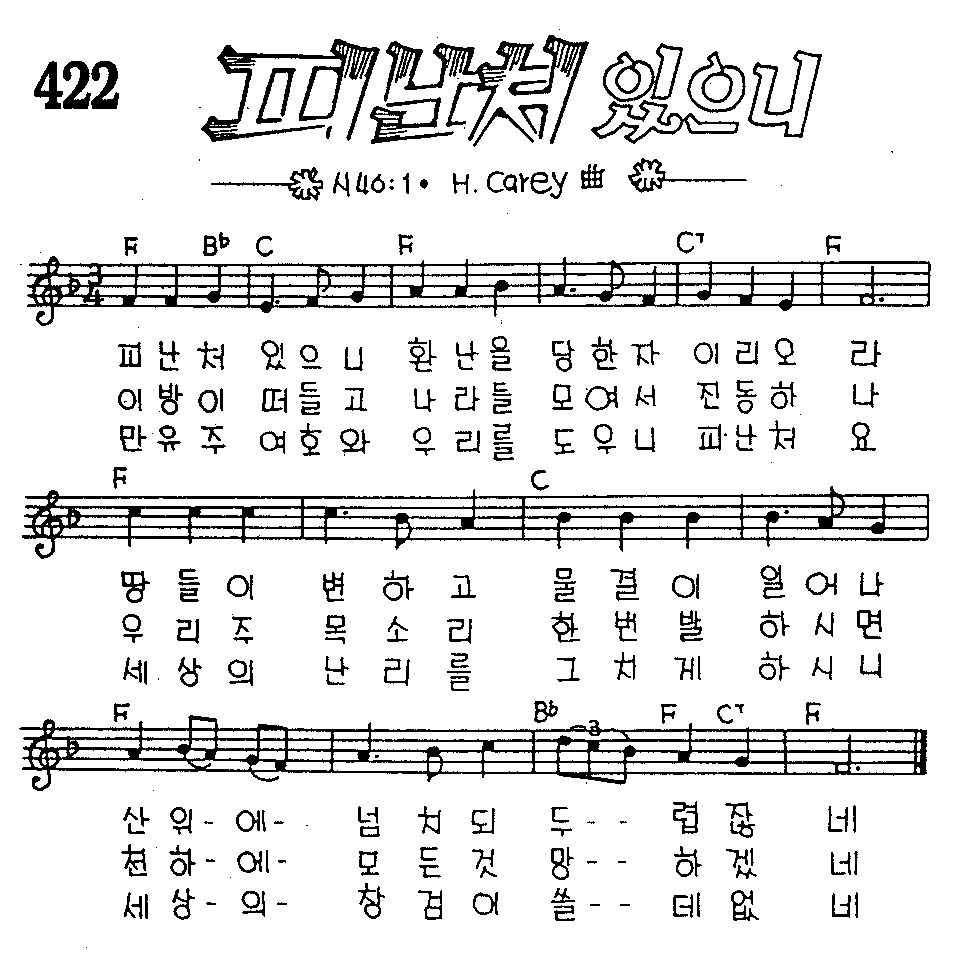 422
피난처 있으니
시46:1• H. Carey 曲
F B♭ C F C7 F
3/4
피난처 있으니 환난을 당한자 이리오 라
이방이 떠들고 나라들 모여서 진동하 나
만유주 여호와 우리를 도우니 피난처 요
F C
땅들이 변하고 물결이 일어나
우리주 목소리 한번발 하시면
세상의 난리를 그치게 하시니
F B♭ F C7 F
3
산위-에- 넘치되 두-- 렵잖 네
천하-에- 모든것 망-- 하겠 네
세상-의- 창검이 쓸-- 데없 네